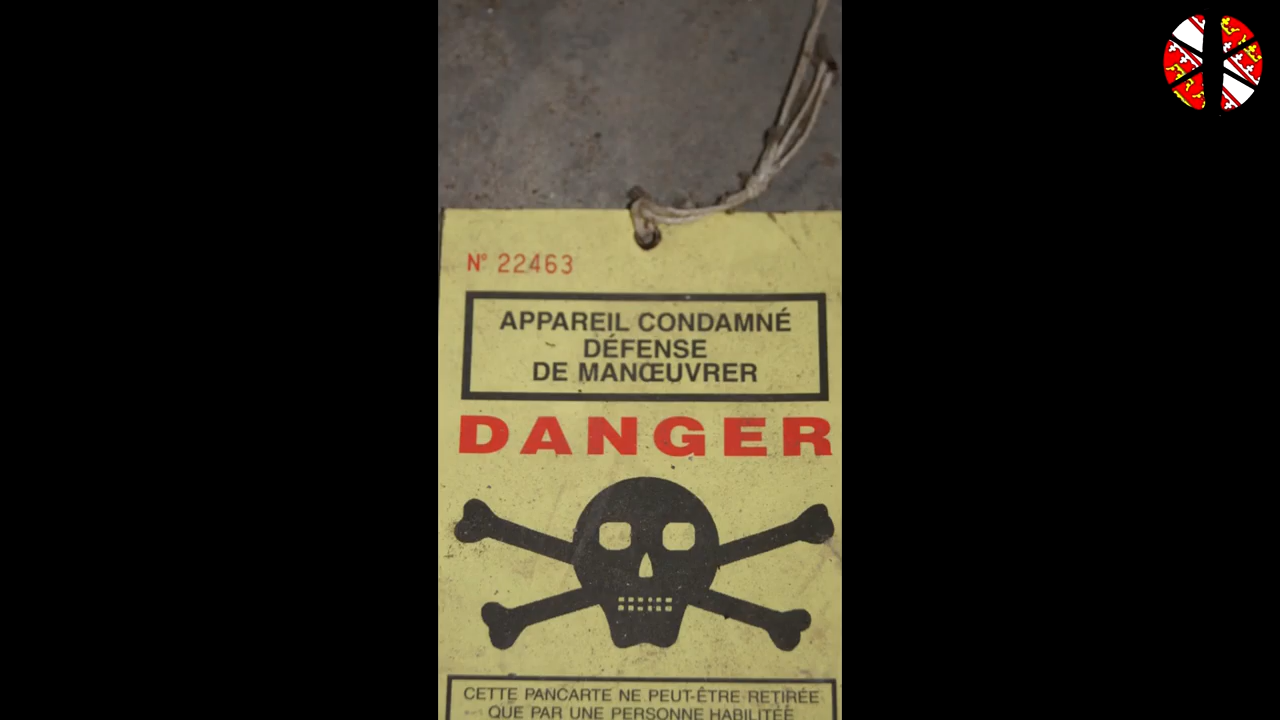 N° 22463
APPAREIL CONDAMNÉ
DÉFENSE
DE MANŒUVRER
DANGER
CETTE PANCARTE NE PEUT-ÊTRE RETIRÉE
QUE PAR UNE PERSONNE HABILITÉE